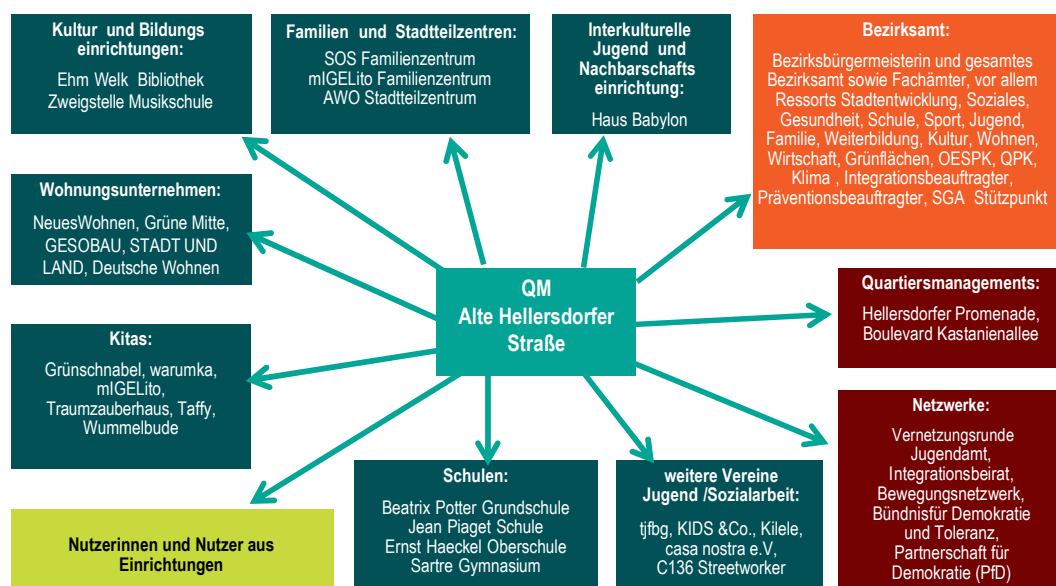 Kultur und Bildungs
einrichtungen:
Ehm Welk Bibliothek
Zweigstelle Musikschule
Familien und Stadtteilzentren:
SOS Familienzentrum
mIGELito Familienzentrum
AWO Stadtteilzentrum
Interkulturelle
Jugend und
Nachbarschafts
einrichtung:
Haus Babylon
Bezirksamt:
Bezirksbürgermeisterin und gesamtes
Bezirksamt sowie Fachämter, vor allem
Ressorts Stadtentwicklung, Soziales,
Gesundheit, Schule, Sport, Jugend,
Familie, Weiterbildung, Kultur, Wohnen,
Wirtschaft, Grünflächen, OESPK, QPK,
Klima , Integrationsbeauftragter,
Präventionsbeauftragter, SGA Stützpunkt
Wohnungsunternehmen:
NeuesWohnen, Grüne Mitte,
GESOBAU, STADT UND
LAND, Deutsche Wohnen
QM
Alte Hellersdorfer
Straße
Quartiersmanagements:
Hellersdorfer Promenade,
Boulevard Kastanienallee
Kitas:
Grünschnabel, warumka,
mIGELito,
Traumzauberhaus, Taffy,
Wummelbude
Netzwerke:
Vernetzungsrunde
Jugendamt,
Integrationsbeirat,
Bewegungsnetzwerk,
Bündnisfür Demokratie
und Toleranz,
Partnerschaft für
Demokratie (PfD)
Nutzerinnen und Nutzer aus
Einrichtungen
Schulen:
Beatrix Potter Grundschule
Jean Piaget Schule
Ernst Haeckel Oberschule
Sartre Gymnasium
weitere Vereine
Jugend /Sozialarbeit:
tjfbg, KIDS &Co., Kilele,
casa nostra e.V,
C136 Streetworker